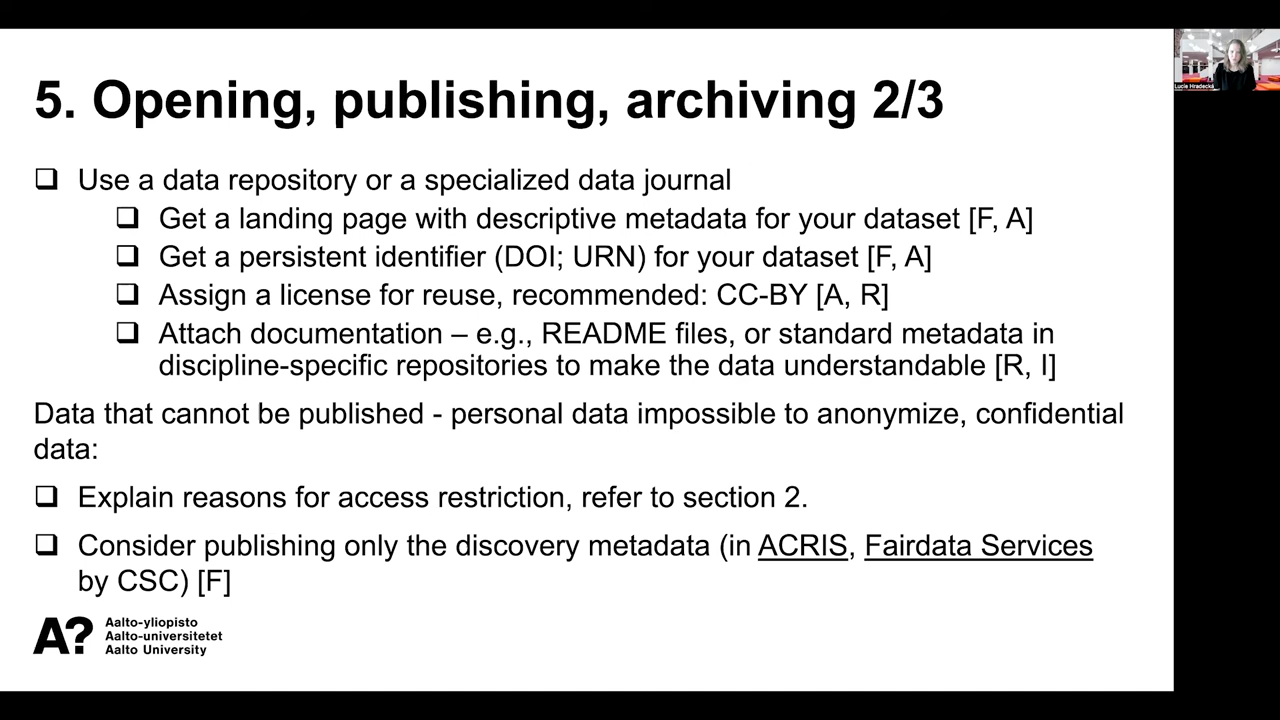 5. Opening, publishing, archiving 2/3
❑ Use a data repository or a specialized data journal
❑ Get a landing page with descriptive metadata for your dataset [F, A]
❑ Get a persistent identifier (DOI; URN) for your dataset [F, A]
❑ Assign a license for reuse, recommended: CC-BY [A, R]
❑ Attach documentation – e.g., README files, or standard metadata in
discipline-specific repositories to make the data understandable [R, I]
Data that cannot be published - personal data impossible to anonymize, confidential
data:
❑ Explain reasons for access restriction, refer to section 2.
❑ Consider publishing only the discovery metadata (in ACRIS, Fairdata Services
by CSC) [F]
A?
Aalto-yliopisto
Aalto-universitetet
Aalto University
Lucie Hradecká